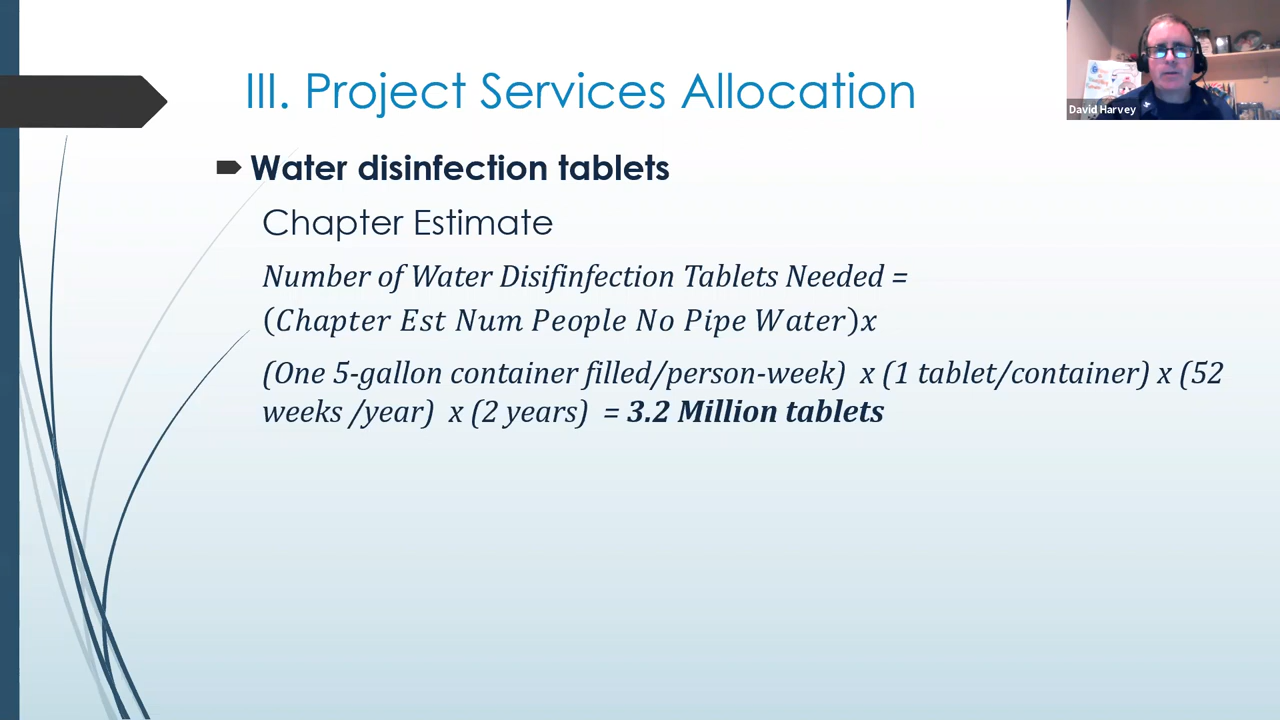 David Harvey
III. Project Services Allocation
Water disinfection tablets
Chapter Estimate
Number of Water Disifinfection Tablets Needed =
(Chapter Est Num People No Pipe Water)x
(One 5-gallon container filled/person-week) x (1 tablet/container) x (52
weeks /year) x (2 years) = 3.2 Million tablets